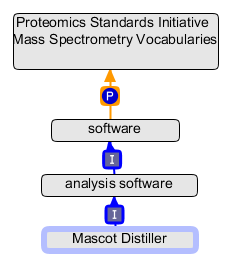 Proteomics Standards Initiative
Mass Spectrometry Vocabularies
P
software
I
analysis software
I
Mascot Distiller